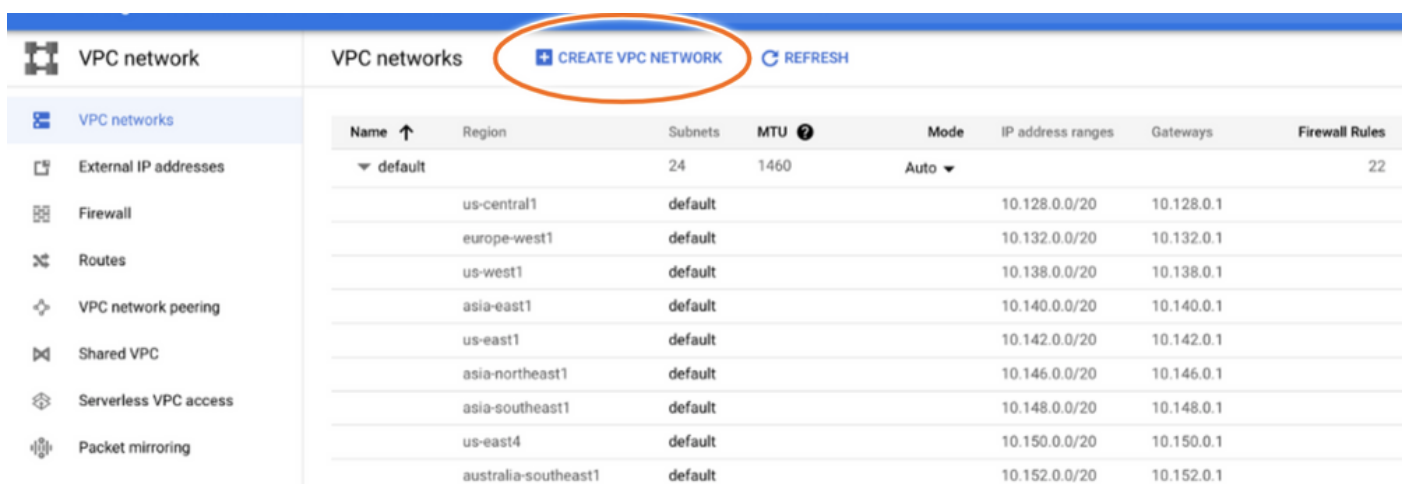 VPC network
VPC networks
External IP addresses
Firewall
Routes
VPC network peering
Shared VPC
Serverless VPC access
Packet mirroring
VPC networks CREATE VPC NETWORK REFRESH
Name Region Subnets MTU Mode IP address ranges Gateways Firewall Rules
default 24 1460 Auto 22
us-central1 default 10.128.0.0/20 10.128.0.1
europe-west1 default 10.132.0.0/20 10.132.0.1
us-west1 default 10.138.0.0/20 10.138.0.1
asia-east1 default 10.140.0.0/20 10.140.0.1
us-east1 default 10.142.0.0/20 10.142.0.1
asia-northeast1 default 10.146.0.0/20 10.146.0.1
asia-southeast1 default 10.148.0.0/20 10.148.0.1
us-east4 default 10.150.0.0/20 10.150.0.1
australia-southeast1 default 10.152.0.0/20 10.152.0.1